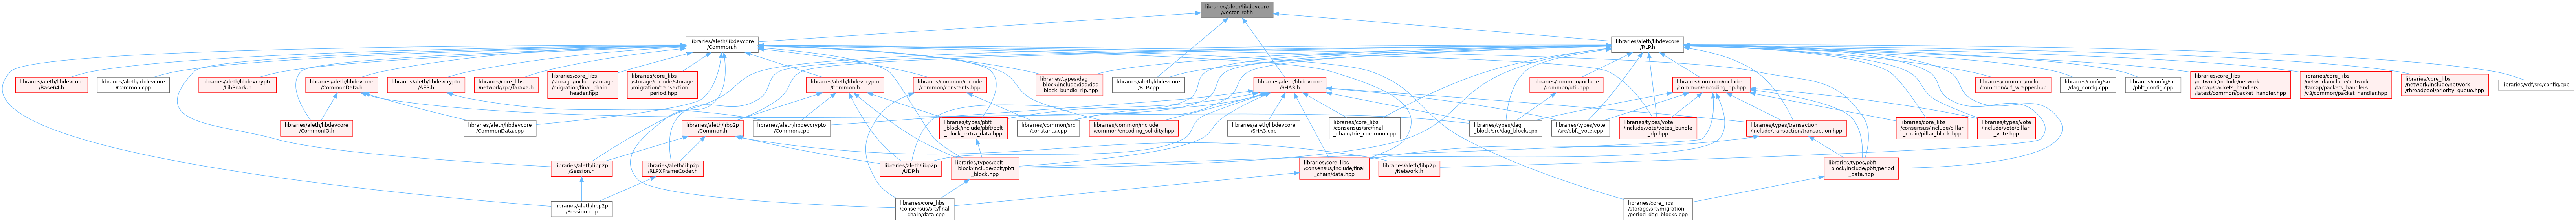 libraries/aleth/libdevcore
/vector_ref.h
libraries/aleth/libdevcore
/Common.h
libraries/aleth/libdevcore
/RLP.h
libraries/aleth/libdevcore
/Base64.h
libraries/aleth/libdevcore
/Common.cpp
libraries/aleth/libdevcrypto
/LibSnark.h
libraries/aleth/libdevcore
/CommonData.h
libraries/aleth/libdevcrypto
/AES.h
libraries/core_libs
/network/rpc/Taraxa.h
libraries/core_libs
/storage/include/storage
/migration/final_chain
_header.hpp
libraries/core_libs
/storage/include/storage
/migration/transaction
_period.hpp
libraries/aleth/libdevcrypto
/Common.h
libraries/common/include
/common/constants.hpp
libraries/types/dag
_block/include/dag/dag
_block_bundle_rlp.hpp
libraries/aleth/libdevcore
/RLP.cpp
libraries/aleth/libdevcore
/SHA3.h
libraries/common/include
/common/util.hpp
libraries/common/include
/common/encoding_rlp.hpp
libraries/common/include
/common/vrf_wrapper.hpp
libraries/config/src
/dag_config.cpp
libraries/config/src
/pbft_config.cpp
libraries/core_libs
/network/include/network
/tarcap/packets_handlers
/latest/common/packet_handler.hpp
libraries/core_libs
/network/include/network
/tarcap/packets_handlers
/v3/common/packet_handler.hpp
libraries/core_libs
/network/include/network
/threadpool/priority_queue.hpp
libraries/vdf/src/config.cpp
libraries/aleth/libdevcore
/CommonIO.h
libraries/aleth/libdevcore
/CommonData.cpp
libraries/aleth/libp2p
/Common.h
libraries/aleth/libdevcrypto
/Common.cpp
libraries/types/pbft
_block/include/pbft/pbft
_block_extra_data.hpp
libraries/common/src
/constants.cpp
libraries/common/include
/common/encoding_solidity.hpp
libraries/aleth/libdevcore
/SHA3.cpp
libraries/core_libs
/consensus/src/final
_chain/trie_common.cpp
libraries/types/dag
_block/src/dag_block.cpp
libraries/types/vote
/src/pbft_vote.cpp
libraries/types/vote
/include/vote/votes_bundle
_rlp.hpp
libraries/types/transaction
/include/transaction/transaction.hpp
libraries/core_libs
/consensus/include/pillar
_chain/pillar_block.hpp
libraries/types/vote
/include/vote/pillar
_vote.hpp
libraries/aleth/libp2p
/Session.h
libraries/aleth/libp2p
/RLPXFrameCoder.h
libraries/aleth/libp2p
/UDP.h
libraries/types/pbft
_block/include/pbft/pbft
_block.hpp
libraries/core_libs
/consensus/include/final
_chain/data.hpp
libraries/aleth/libp2p
/Network.h
libraries/types/pbft
_block/include/pbft/period
_data.hpp
libraries/aleth/libp2p
/Session.cpp
libraries/core_libs
/consensus/src/final
_chain/data.cpp
libraries/core_libs
/storage/src/migration
/period_dag_blocks.cpp